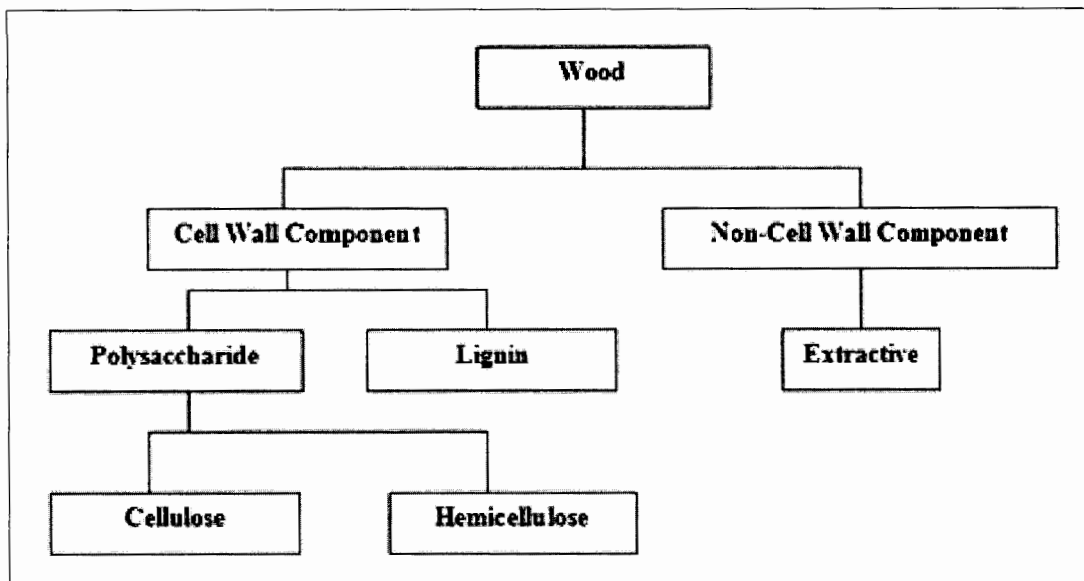 Wood
Cell Wall Component
Non-Cell Wall Component
Polysaccharide
Lignin
Extractive
Cellulose
Hemicellulose